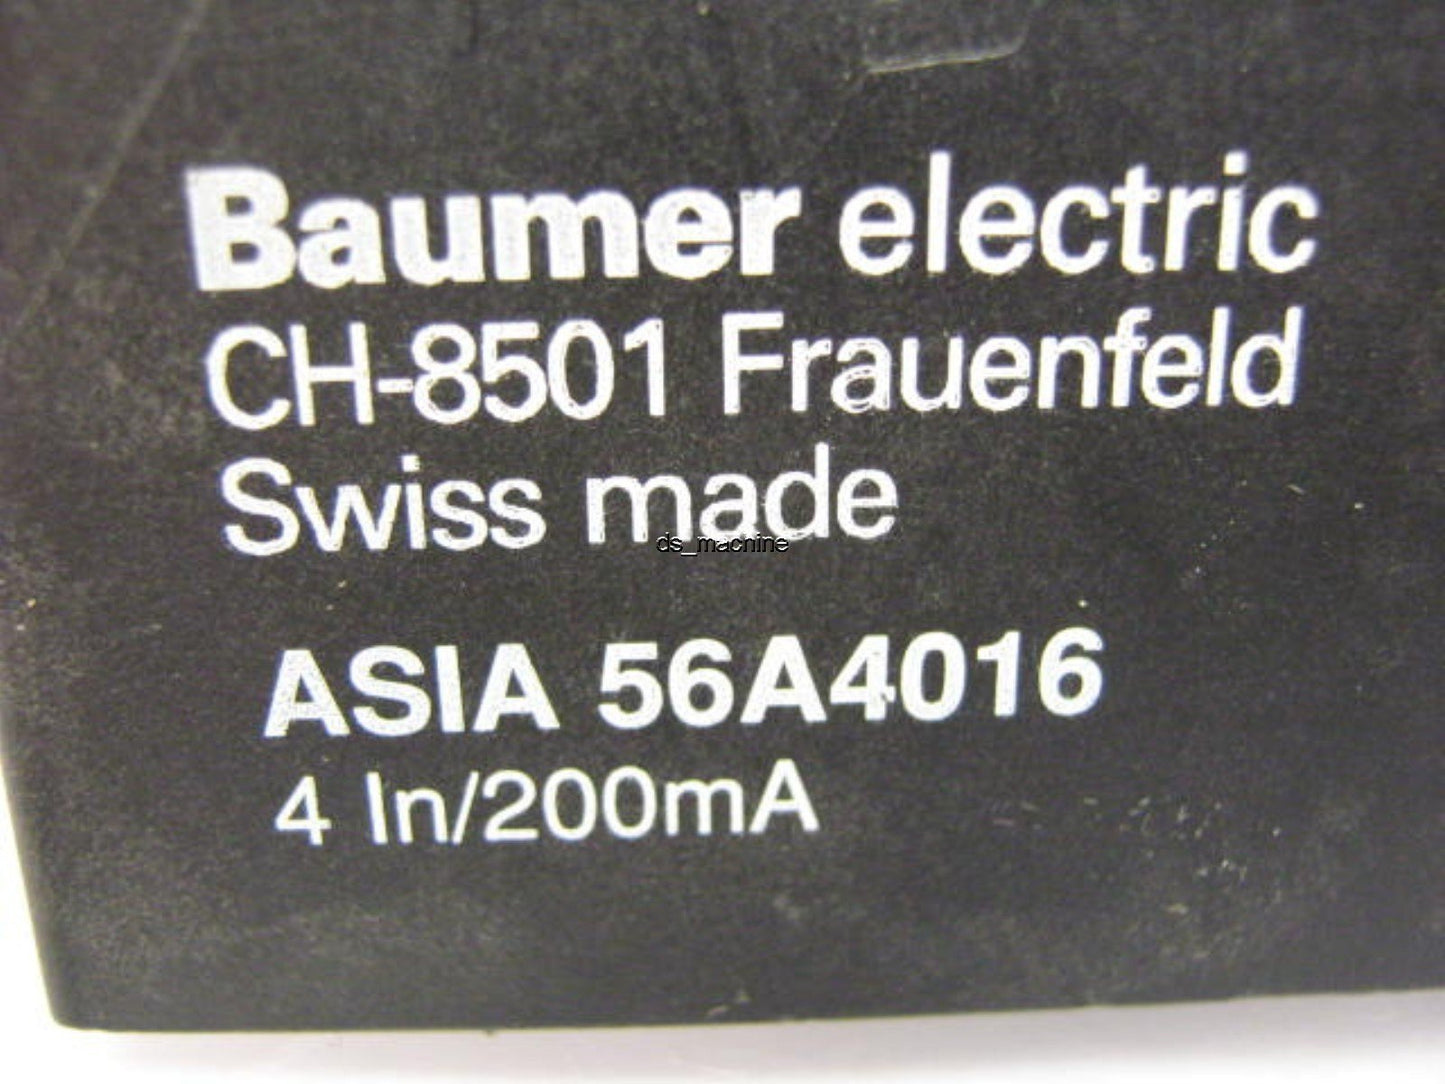 Baumer electric
CH-8501 Frauenfeld
Swiss made
ds_machine
ASIA 56A4016
4 In/200mA